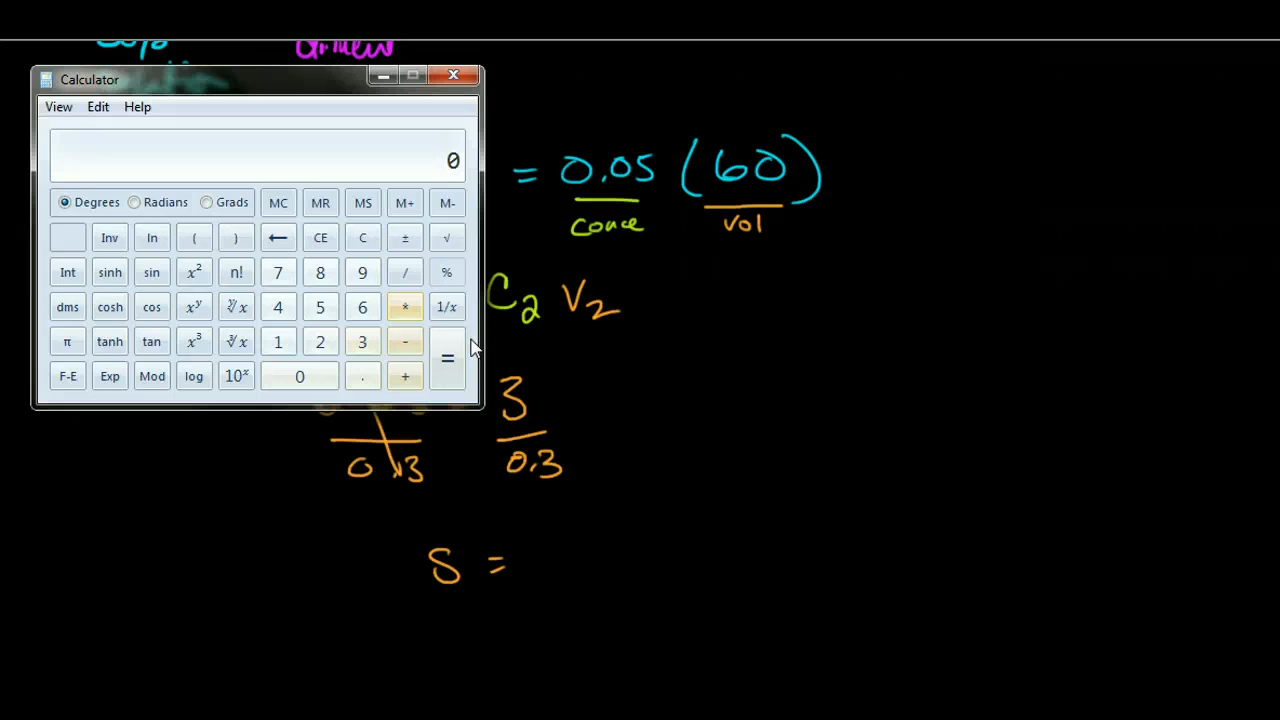 Calculator
View Edit Help
0
Degrees Radians Grads MC MR MS M+ M-
Inv ln ( ) ← CE C ± √
Int sinh sin x² n! 7 8 9 / %
dms cosh cos xʸ ʸ√x 4 5 6 * 1/x
π tanh tan x³ ³√x 1 2 3 - =
F-E Exp Mod log 10ˣ 0 . +
= 0.05 (60)
conc vol
C₂ V₂
3
0.3 0.3
S =